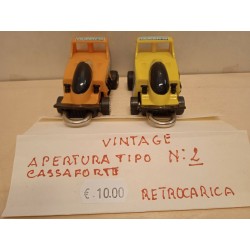 VINTAGE
APERTURA TIPO N: 2
CASSAFORTE
€.10.00
RETROCARICA